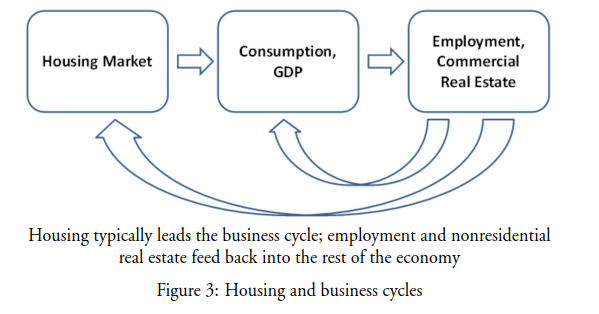 Housing Market
Consumption,
GDP
Employment,
Commercial
Real Estate
Housing typically leads the business cycle; employment and nonresidential
real estate feed back into the rest of the economy
Figure 3: Housing and business cycles